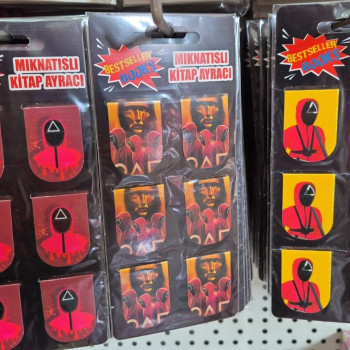 MIKNATISLI
KİTAP AYRACI
BESTSELLER
BOOKS
MIKNATISLI
KİTAP AYRACI
BESTSELLER
BOOKS